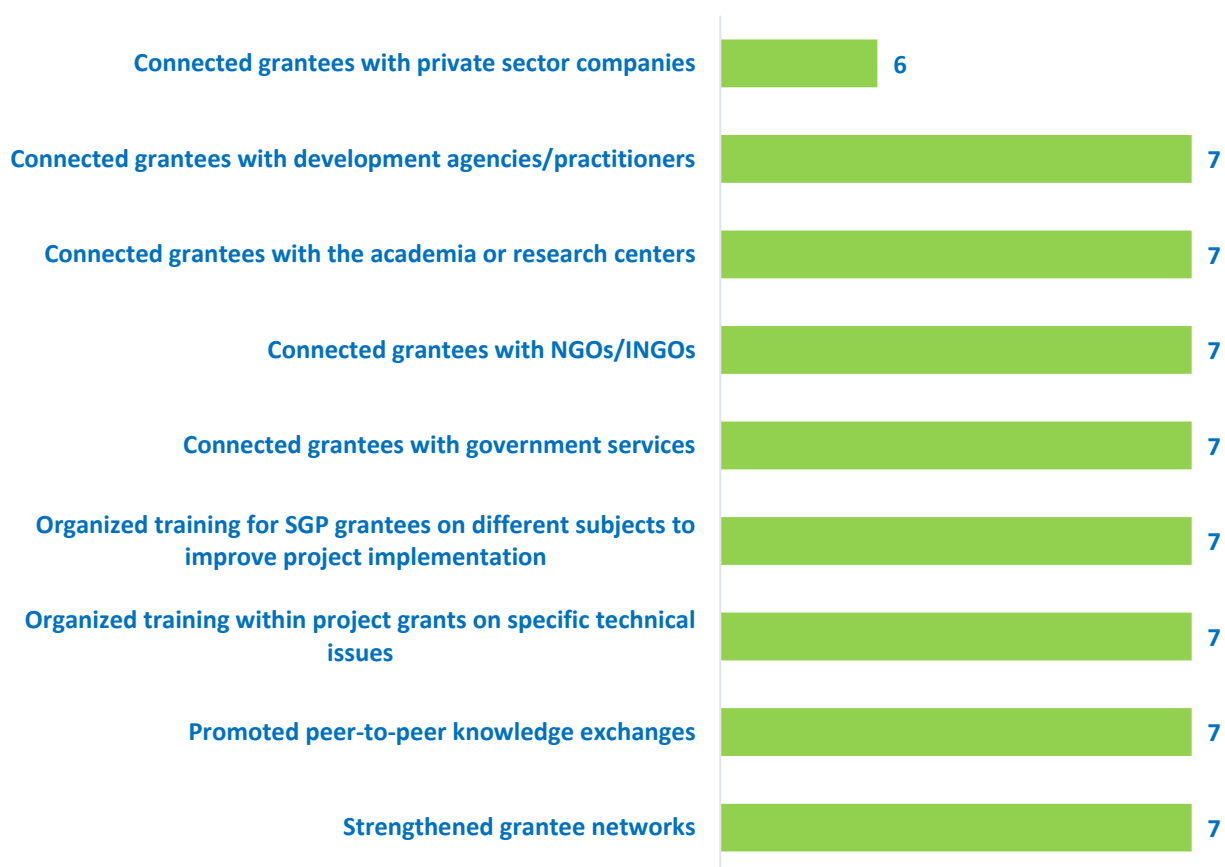 Connected grantees with private sector companies
6
Connected grantees with development agencies/practitioners
7
Connected grantees with the academia or research centers
7
Connected grantees with NGOs/INGOs
7
Connected grantees with government services
7
Organized training for SGP grantees on different subjects to
improve project implementation
7
Organized training within project grants on specific technical
issues
7
Promoted peer-to-peer knowledge exchanges
7
Strengthened grantee networks
7